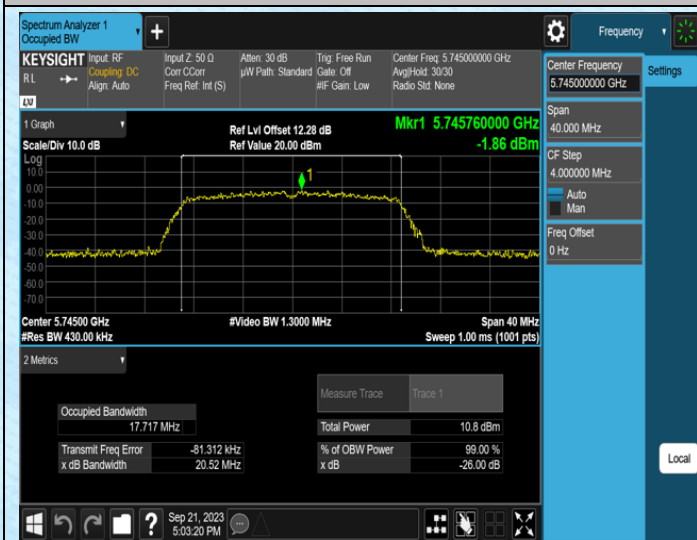 Spectrum Analyzer 1
Occupied BW
Frequency
KEYSIGHT
RL
LXI
Input: RF
Coupling: DC
Align: Auto
Input Z: 50 Ω
Corr CCorr
Freq Ref: Int (S)
Atten: 30 dB
µW Path: Standard
Trig: Free Run
Gate: Off
#IF Gain: Low
Center Freq: 5.745000000 GHz
Avg|Hold: 30/30
Radio Std: None
Center Frequency
5.745000000 GHz
Settings
Span
40.000 MHz
CF Step
4.000000 MHz
Auto
Man
Freq Offset
0 Hz
1 Graph
Scale/Div 10.0 dB
Ref Lvl Offset 12.28 dB
Ref Value 20.00 dBm
Mkr1 5.745760000 GHz
-1.86 dBm
Log
10.0
0.00
-10.0
-20.0
-30.0
-40.0
-50.0
-60.0
-70.0
1
Center 5.74500 GHz
#Res BW 430.00 kHz
#Video BW 1.3000 MHz
Span 40 MHz
Sweep 1.00 ms (1001 pts)
2 Metrics
Measure Trace
Trace 1
Occupied Bandwidth
17.717 MHz
Total Power
10.8 dBm
Transmit Freq Error
-81.312 kHz
% of OBW Power
99.00 %
x dB Bandwidth
20.52 MHz
x dB
-26.00 dB
Local
?
Sep 21, 2023
5:03:20 PM